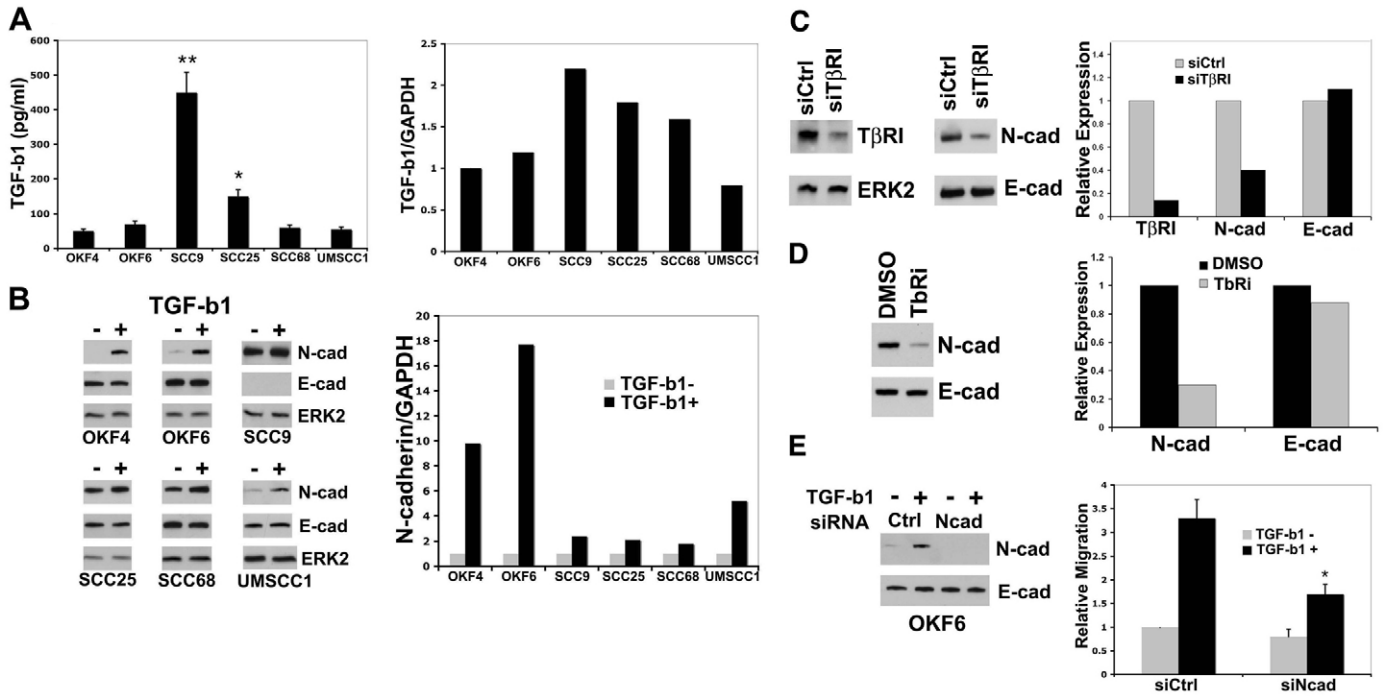 A
TGF-b1 (pg/ml)
600
500
400
300
200
100
0
**
*
OKF4 OKF6 SCC9 SCC25 SCC68 UMSCC1
TGF-b1/GAPDH
2.5
2
1.5
1
0.5
0
OKF4 OKF6 SCC9 SCC25 SCC68 UMSCC1
B
TGF-b1
- + - + - +
N-cad
E-cad
ERK2
OKF4 OKF6 SCC9
- + - + - +
N-cad
E-cad
ERK2
SCC25 SCC68 UMSCC1
N-cadherin/GAPDH
20
18
16
14
12
10
8
6
4
2
0
TGF-b1-
TGF-b1+
OKF4 OKF6 SCC9 SCC25 SCC68 UMSCC1
C
siCtrl siTβRI
TβRI
ERK2
siCtrl siTβRI
N-cad
E-cad
Relative Expression
1.4
1.2
1
0.8
0.6
0.4
0.2
0
siCtrl
siTβRI
TβRI N-cad E-cad
D
DMSO TbRi
N-cad
E-cad
Relative Expression
1.2
1
0.8
0.6
0.4
0.2
0
DMSO
TbRi
N-cad E-cad
E
TGF-b1 - + - +
siRNA Ctrl Ncad
N-cad
E-cad
OKF6
Relative Migration
4
3.5
3
2.5
2
1.5
1
0.5
0
TGF-b1 -
TGF-b1 +
*
siCtrl siNcad